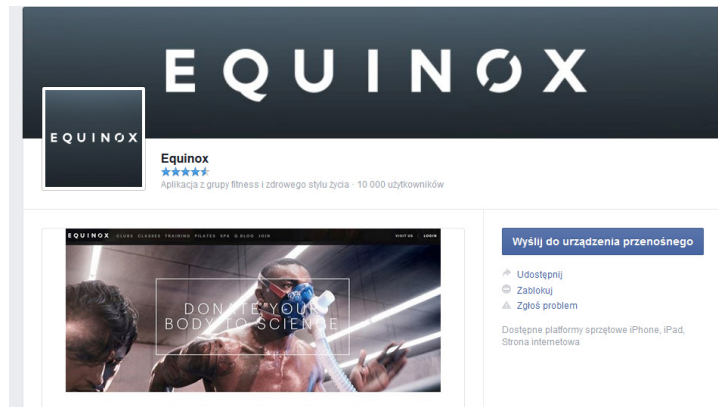 EQUINOX
EQUINOX
Equinox
Aplikacja z grupy fitness i zdrowego stylu życia · 10 000 użytkowników
EQUINOX CLUBS CLASSES TRAINING PILATES SPA Q BLOG JOIN VISIT US LOGIN
DONATE YOUR
BODY TO SCIENCE
Wyślij do urządzenia przenośnego
Udostępnij
Zablokuj
Zgłoś problem
Dostępne platformy sprzętowe iPhone, iPad,
Strona internetowa